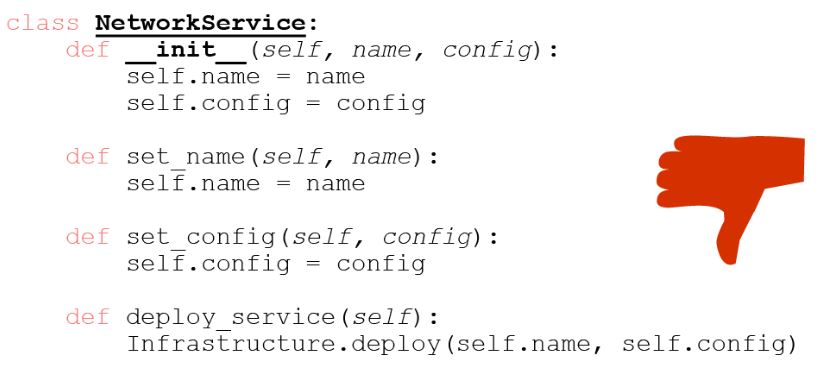 class NetworkService:
    def __init__(self, name, config):
        self.name = name
        self.config = config
    def set_name(self, name):
        self.name = name
    def set_config(self, config):
        self.config = config
    def deploy_service(self):
        Infrastructure.deploy(self.name, self.config)